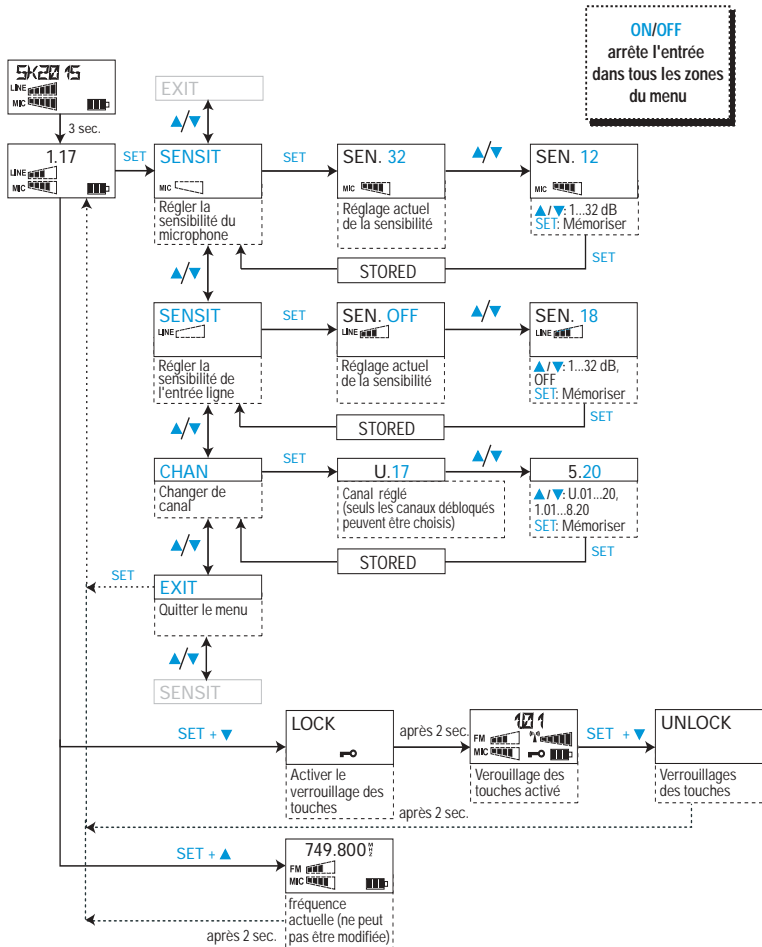 ON/OFF
arrête l'entrée
dans tous les zones
du menu
SK2015
LINE
MIC
3 sec.
1.17
LINE
MIC
SET
EXIT
▲/▼
SENSIT
MIC
Régler la
sensibilité du
microphone
SET
SEN. 32
MIC
Réglage actuel
de la sensibilité
▲/▼
SEN. 12
MIC
▲/▼: 1...32 dB
SET: Mémoriser
SET
STORED
▲/▼
SENSIT
LINE
Régler la
sensibilité de
l'entrée ligne
SET
SEN. OFF
LINE
Réglage actuel
de la sensibilité
▲/▼
SEN. 18
LINE
▲/▼: 1...32 dB,
OFF
SET: Mémoriser
SET
STORED
▲/▼
CHAN
Changer de
canal
SET
U.17
Canal réglé
(seuls les canaux débloqués
peuvent être choisis)
▲/▼
5.20
▲/▼: U.01...20,
1.01...8.20
SET: Mémoriser
SET
STORED
▲/▼
SET
EXIT
Quitter le menu
▲/▼
SENSIT
SET + ▼
LOCK
Activer le
verrouillage des
touches
après 2 sec.
1.01
FM
MIC
Verouillage des
touches activé
SET + ▼
UNLOCK
Verrouillages
des touches
après 2 sec.
SET + ▲
749.800 MHz
FM
MIC
fréquence
actuelle (ne peut
pas être modifiée)
après 2 sec.